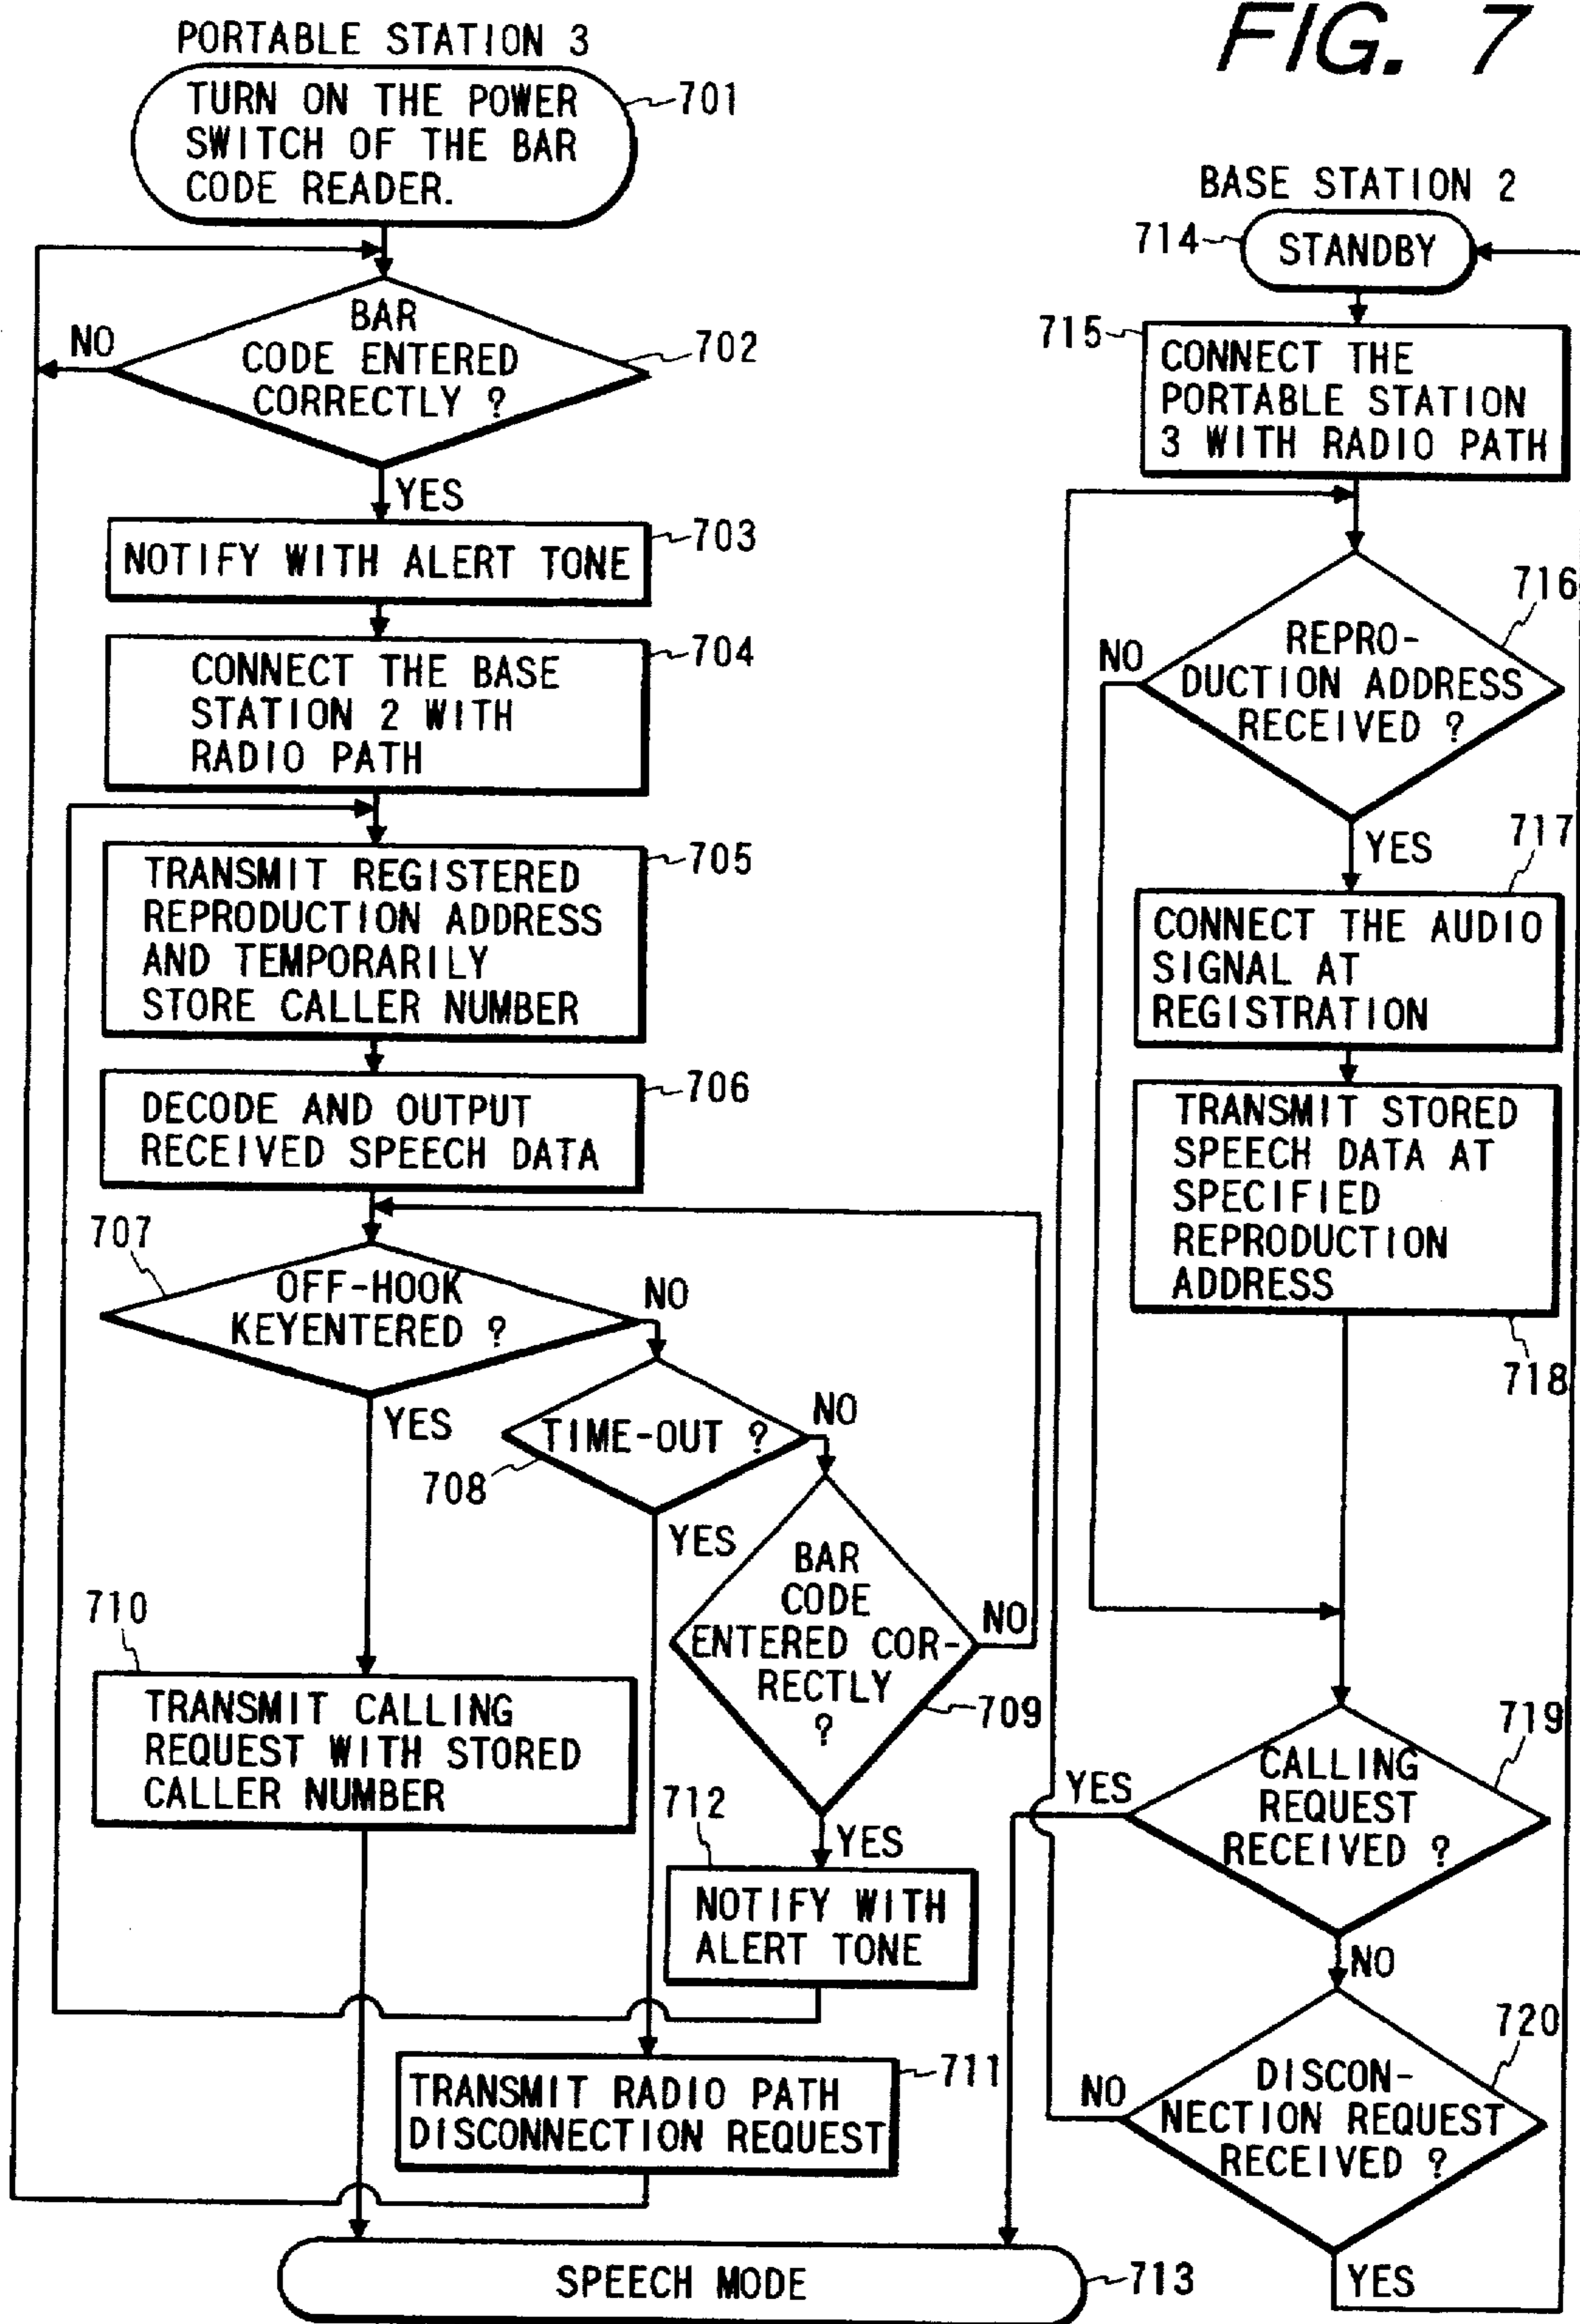 FIG. 7
PORTABLE STATION 3
TURN ON THE POWER
SWITCH OF THE BAR
CODE READER.
701
BAR
CODE ENTERED
CORRECTLY ?
702
NO
YES
NOTIFY WITH ALERT TONE
703
CONNECT THE BASE
STATION 2 WITH
RADIO PATH
704
TRANSMIT REGISTERED
REPRODUCTION ADDRESS
AND TEMPORARILY
STORE CALLER NUMBER
705
DECODE AND OUTPUT
RECEIVED SPEECH DATA
706
707
OFF-HOOK
KEYENTERED ?
NO
YES
TIME-OUT ?
708
NO
YES
BAR
CODE
ENTERED COR-
RECTLY
?
709
NO
YES
710
TRANSMIT CALLING
REQUEST WITH STORED
CALLER NUMBER
712
NOTIFY WITH
ALERT TONE
TRANSMIT RADIO PATH
DISCONNECTION REQUEST
711
SPEECH MODE
713
BASE STATION 2
714
STANDBY
715
CONNECT THE
PORTABLE STATION
3 WITH RADIO PATH
716
REPRO-
DUCTION ADDRESS
RECEIVED ?
NO
YES
717
CONNECT THE AUDIO
SIGNAL AT
REGISTRATION
TRANSMIT STORED
SPEECH DATA AT
SPECIFIED
REPRODUCTION
ADDRESS
718
719
CALLING
REQUEST
RECEIVED ?
YES
NO
720
DISCON-
NECTION REQUEST
RECEIVED ?
NO
YES